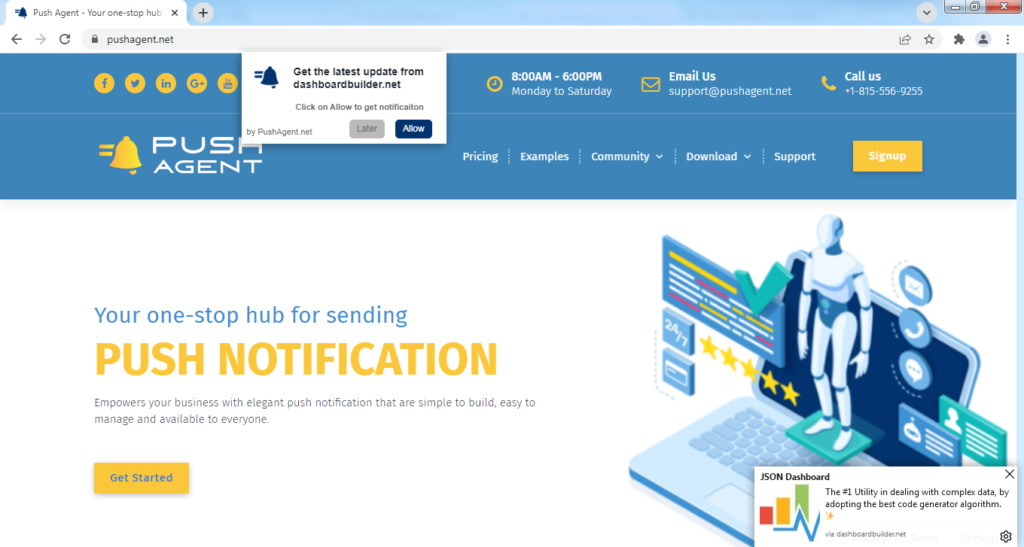 Push Agent - Your one-stop hub
pushagent.net
Get the latest update from
dashboardbuilder.net
Click on Allow to get notificaiton
by PushAgent.net
Later
Allow
8:00AM - 6:00PM
Monday to Saturday
Email Us
support@pushagent.net
Call us
+1-815-556-9255
PUSH
AGENT
Pricing
Examples
Community
Download
Support
Signup
Your one-stop hub for sending
PUSH NOTIFICATION
Empowers your business with elegant push notification that are simple to build, easy to
manage and available to everyone.
Get Started
24/7
JSON Dashboard
The #1 Utility in dealing with complex data, by
adopting the best code generator algorithm.
✨
via dashboardbuilder.net
Terms
Settings